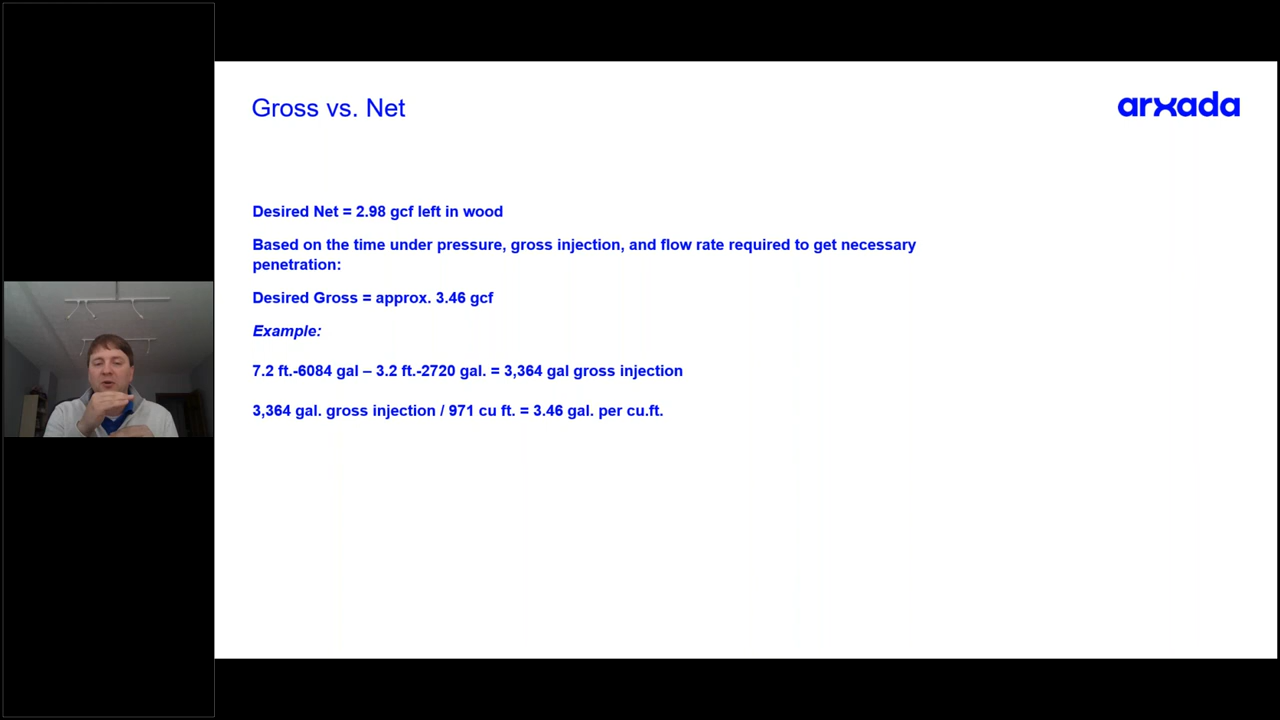 Gross vs. Net
arxada
Desired Net = 2.98 gcf left in wood
Based on the time under pressure, gross injection, and flow rate required to get necessary
penetration:
Desired Gross = approx. 3.46 gcf
Example:
7.2 ft.-6084 gal – 3.2 ft.-2720 gal. = 3,364 gal gross injection
3,364 gal. gross injection / 971 cu ft. = 3.46 gal. per cu.ft.